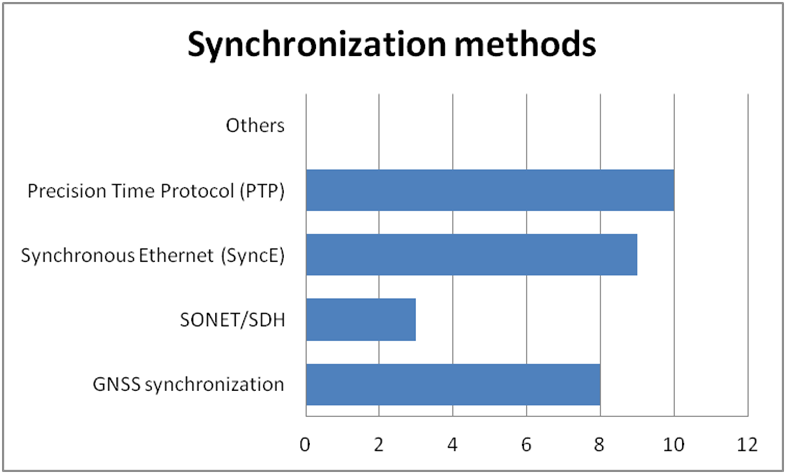 Synchronization methods
Others
Precision Time Protocol (PTP)
Synchronous Ethernet (SyncE)
SONET/SDH
GNSS synchronization
0 2 4 6 8 10 12